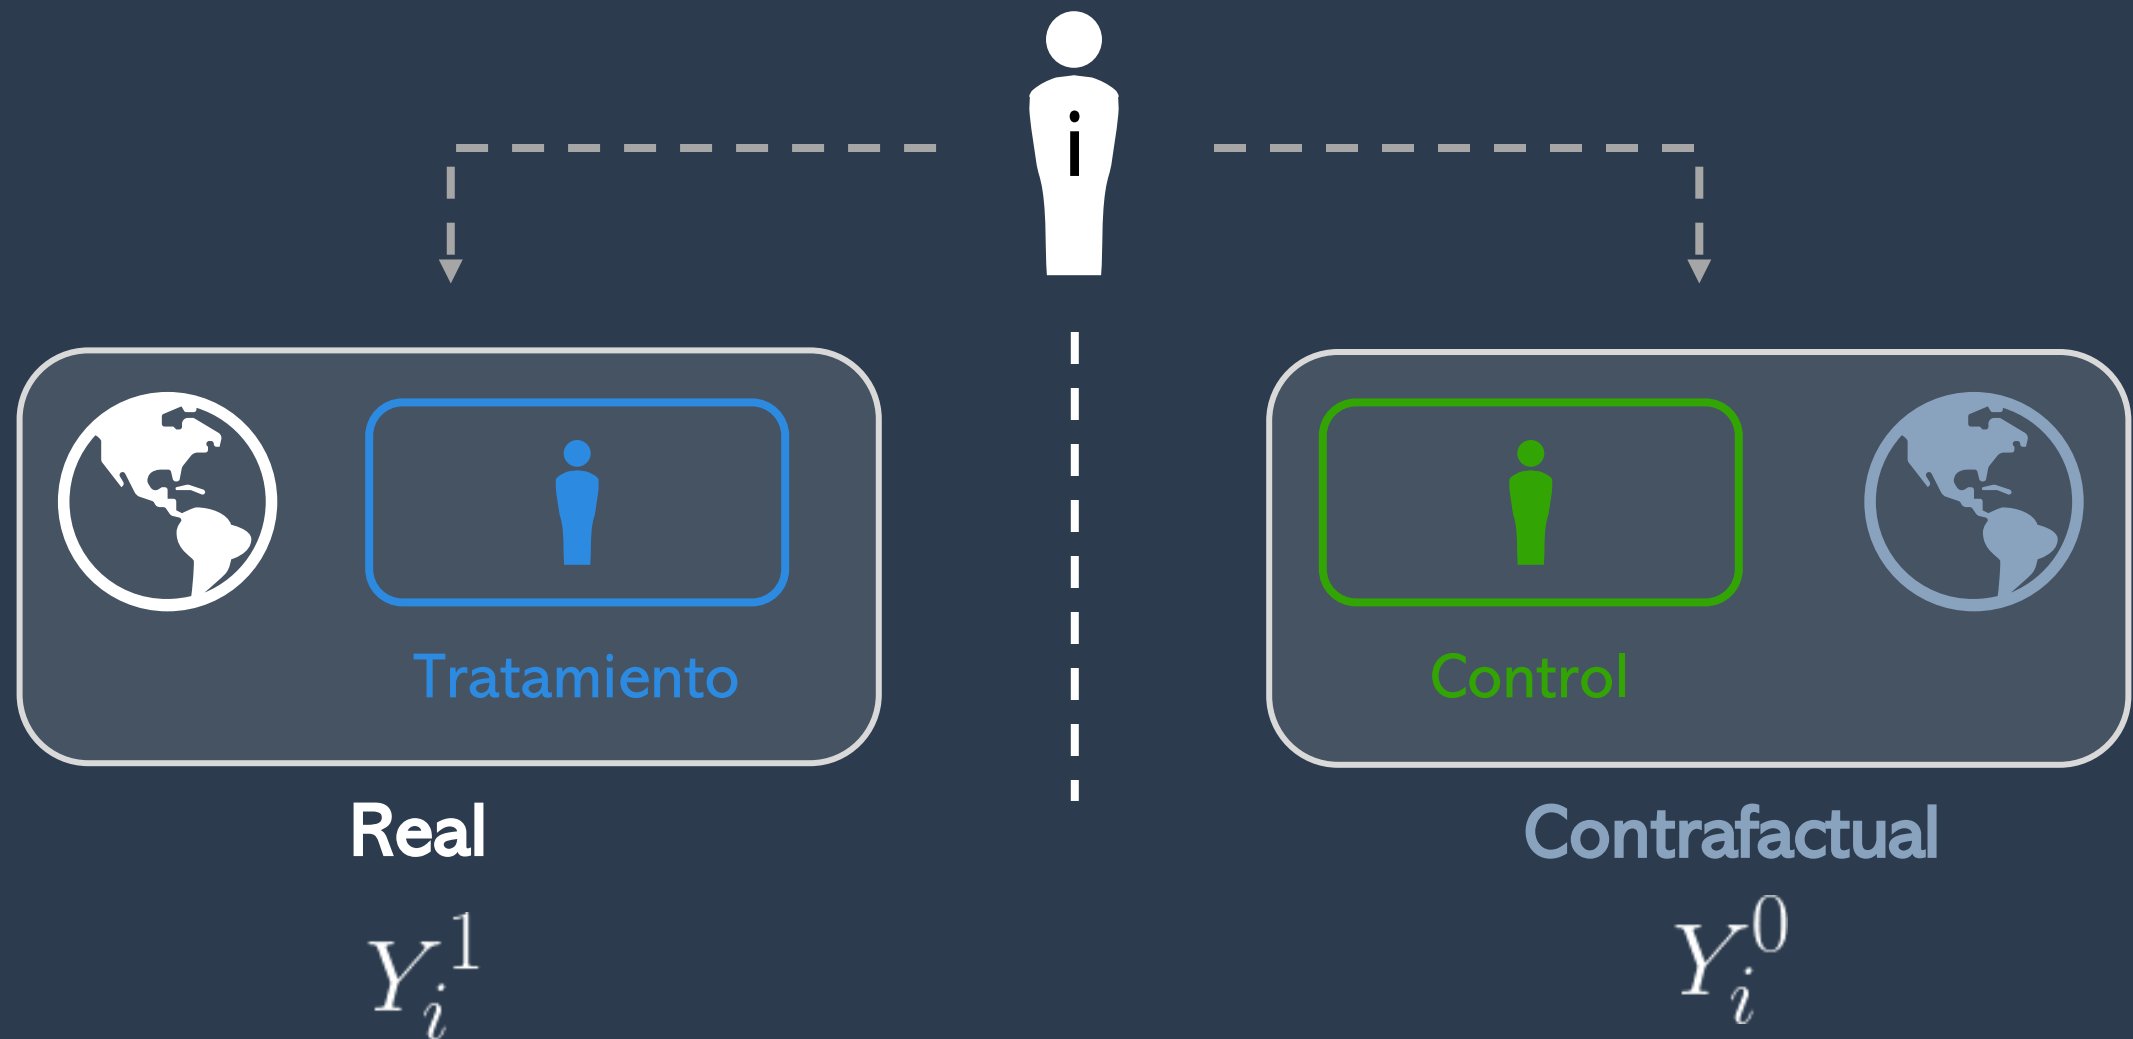 i
Tratamiento
Control
Real
Contrafactual
Y_i^1
Y_i^0